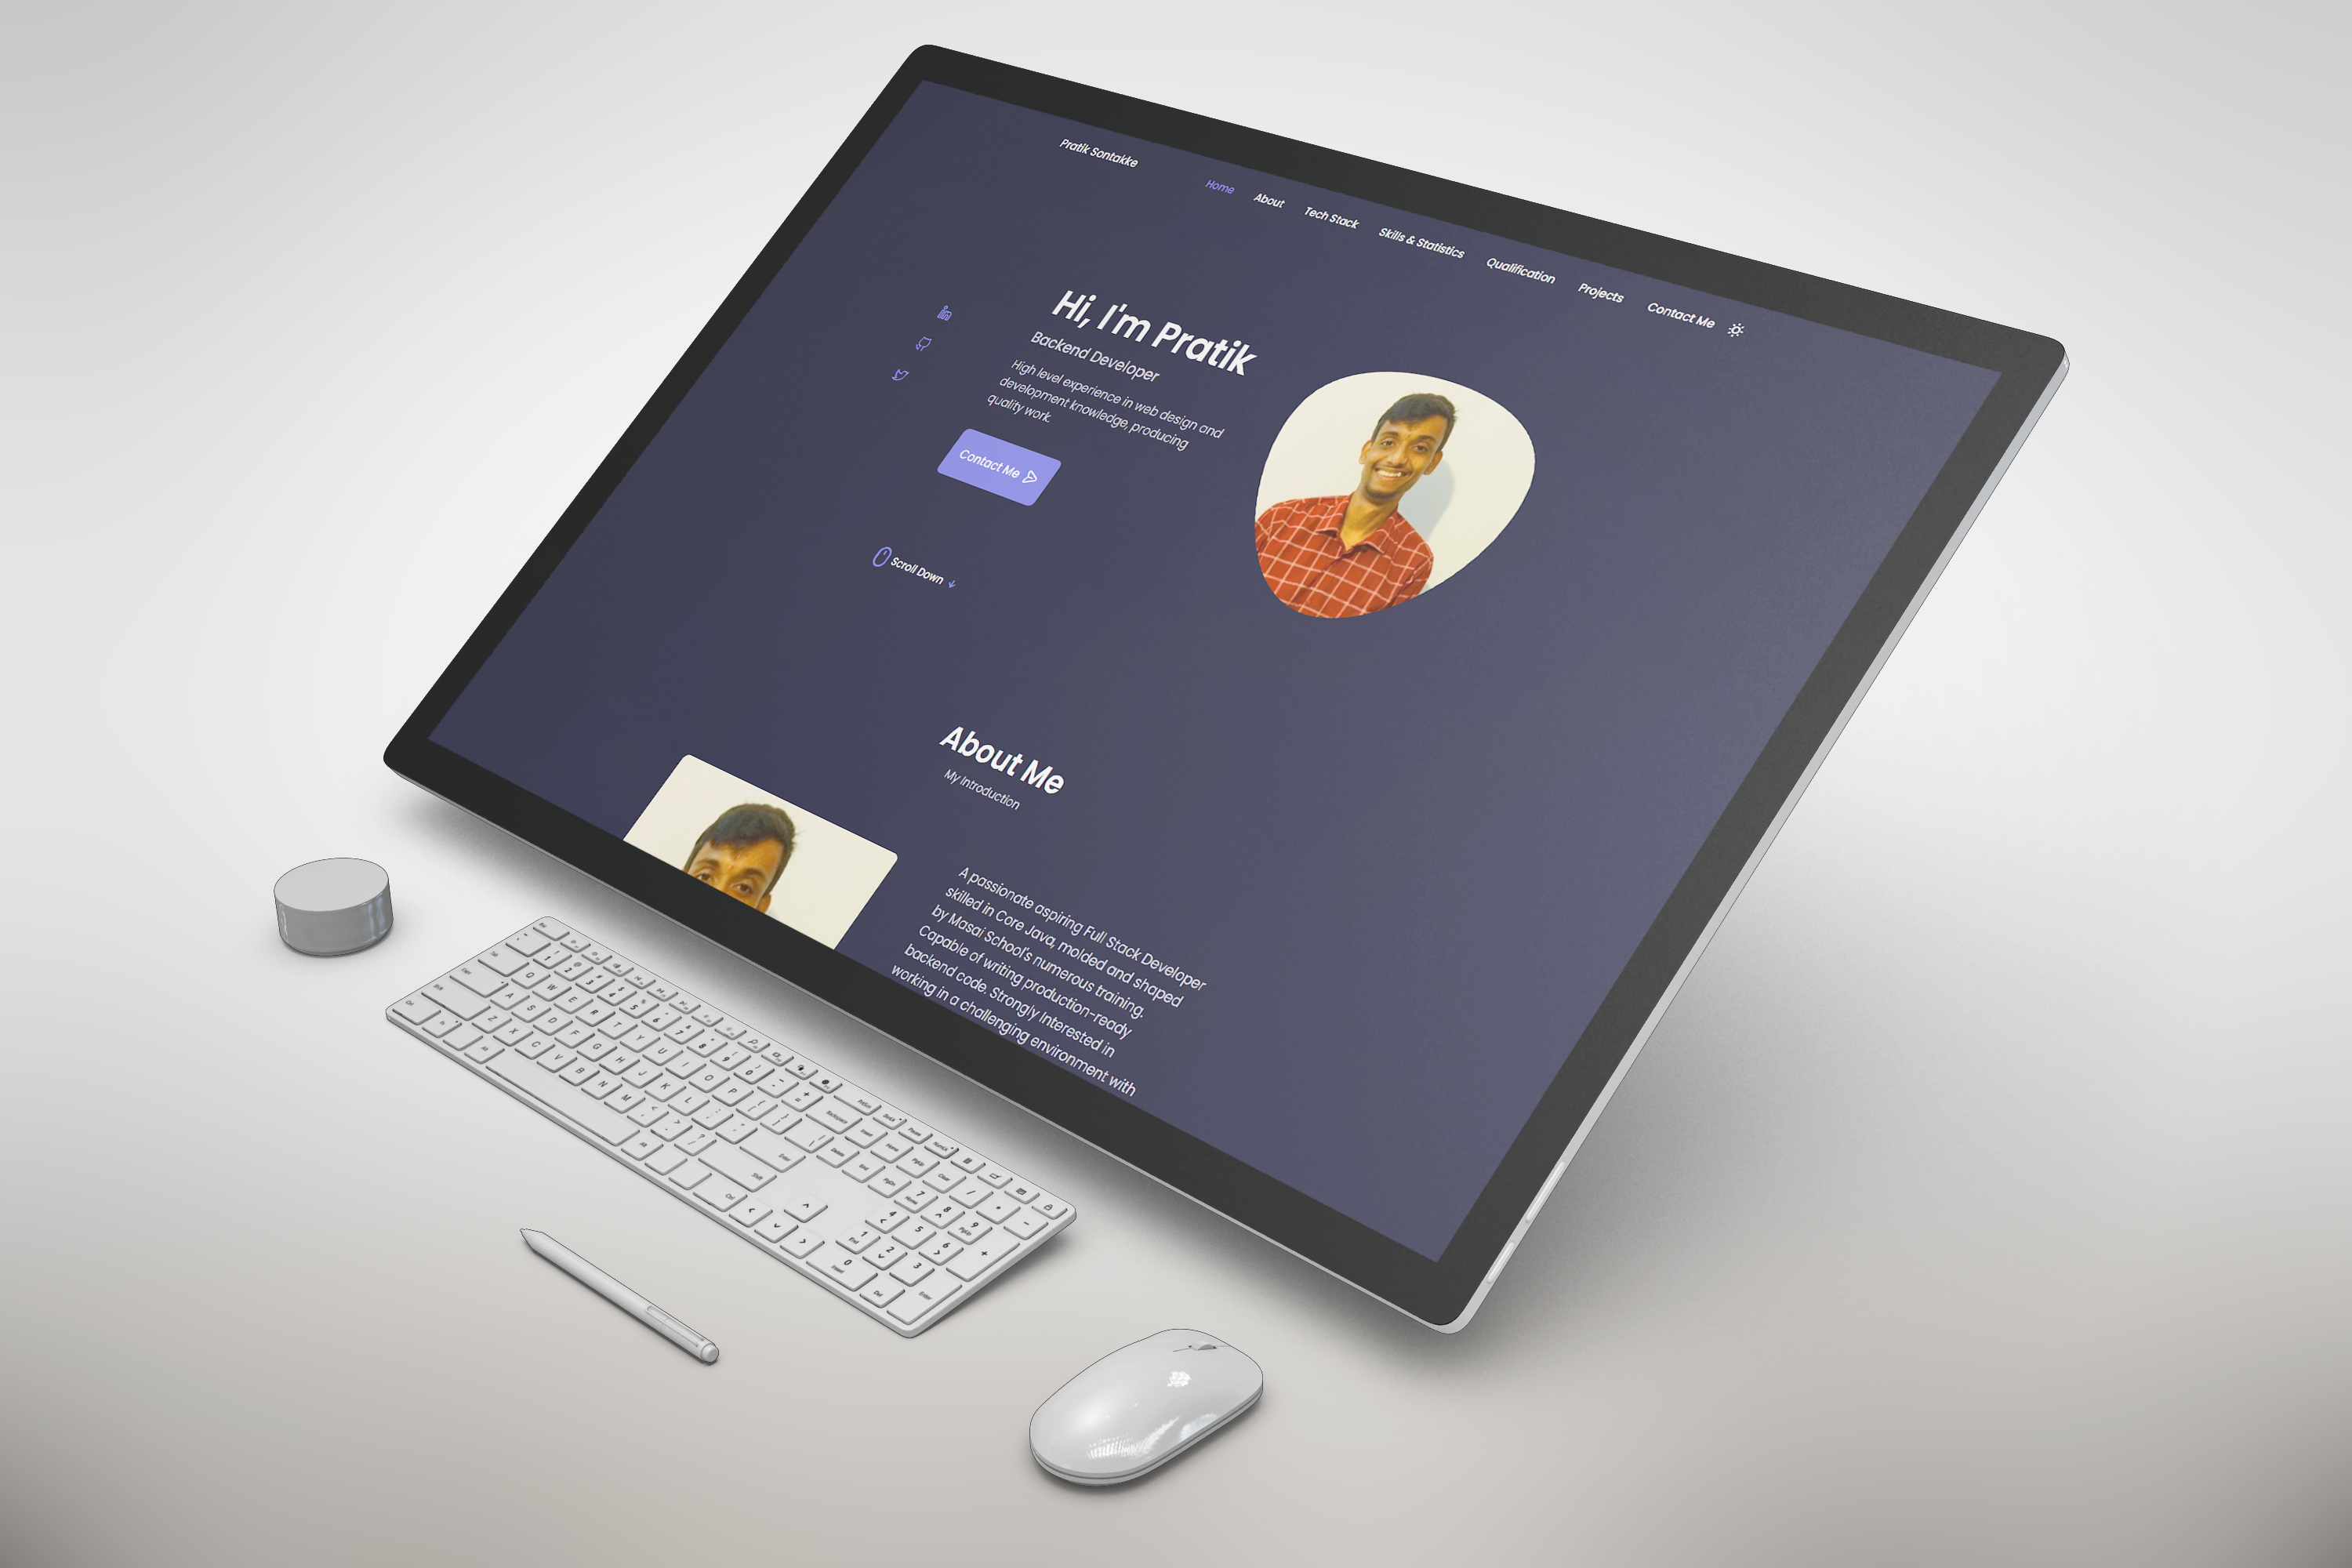 Pratik Sontakke
Home About Tech Stack Skills & Statistics Qualification Projects Contact Me
Hi, I'm Pratik
Backend Developer
High level experience in web design and
development knowledge, producing
quality work.
Contact Me
Scroll Down
About Me
My Introduction
A passionate aspiring Full Stack Developer
skilled in Core Java, molded and shaped
by Masai School's numerous training.
Capable of writing production-ready
backend code. Strongly Interested in
working in a challenging environment with